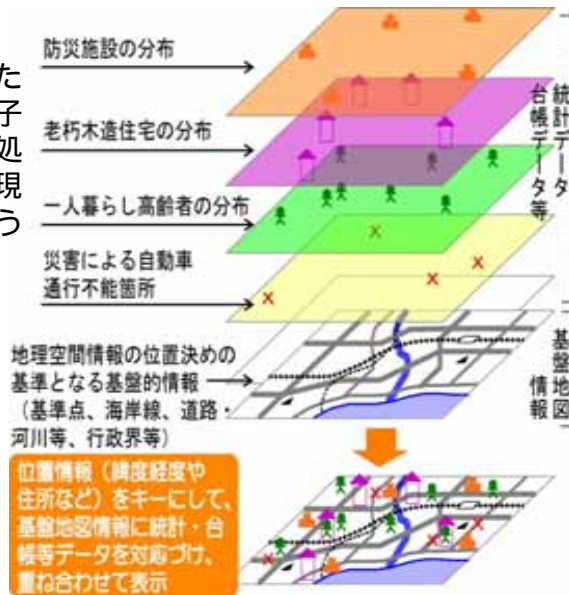 防災施設の分布
た
子
老朽木造住宅の分布
処
現
一人暮らし高齢者の分布
う
災害による自動車
通行不能箇所
統計データ
台帳データ等
地理空間情報の位置決めの
基準となる基盤的情報
（基準点、海岸線、道路・
河川等、行政界等）
基盤地図
情報
位置情報（緯度経度や
住所など）をキーにして、
基盤地図情報に統計・台
帳等データを対応づけ、
重ね合わせて表示